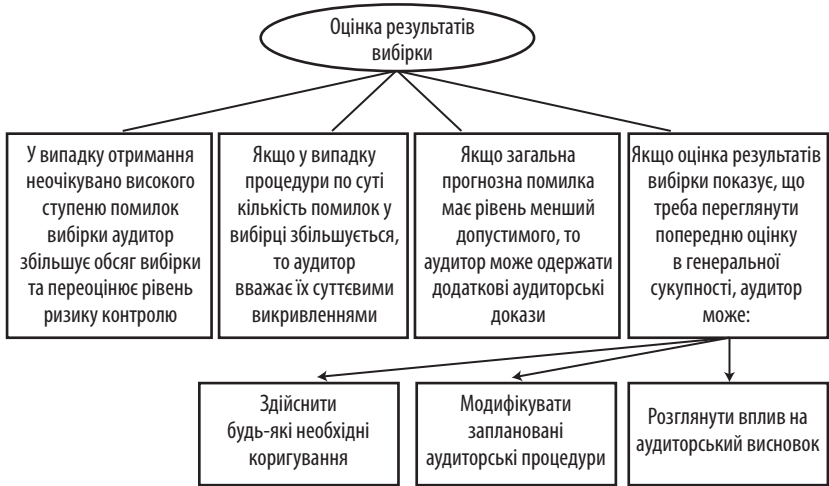 Оцінка результатів
вибірки
У випадку отримання
неочікувано високого
ступеню помилок
вибірки аудитор
збільшує обсяг вибірки
та переоцінює рівень
ризику контролю
Якщо у випадку
процедури по суті
кількість помилок у
вибірці збільшується,
то аудитор
вважає їх суттєвими
викривленнями
Якщо загальна
прогнозна помилка
має рівень менший
допустимого, то
аудитор може одержати
додаткові аудиторські
докази
Якщо оцінка результатів
вибірки показує, що
треба переглянути
попередню оцінку
в генеральної
сукупності, аудитор
може:
Здійснити
будь-які необхідні
коригування
Модифікувати
заплановані
аудиторські процедури
Розглянути вплив на
аудиторський висновок